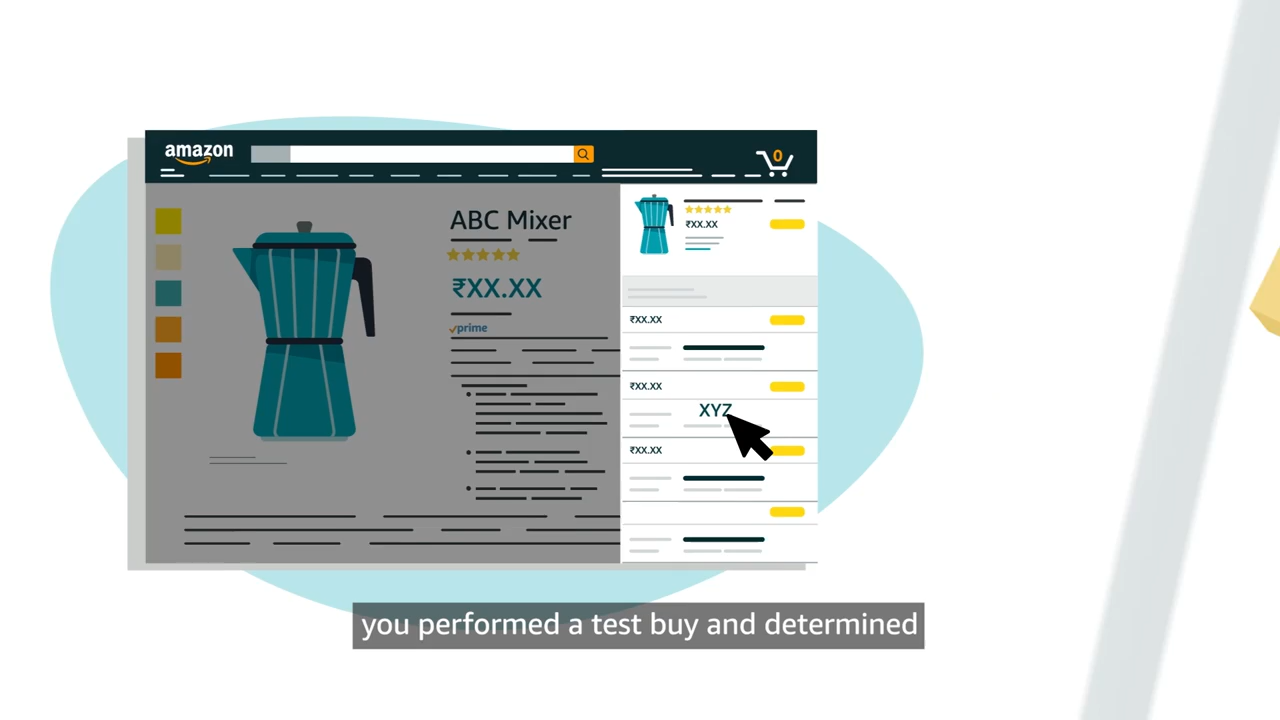 amazon
0
ABC Mixer
₹XX.XX
prime
₹XX.XX
₹XX.XX
₹XX.XX
XYZ
₹XX.XX
you performed a test buy and determined